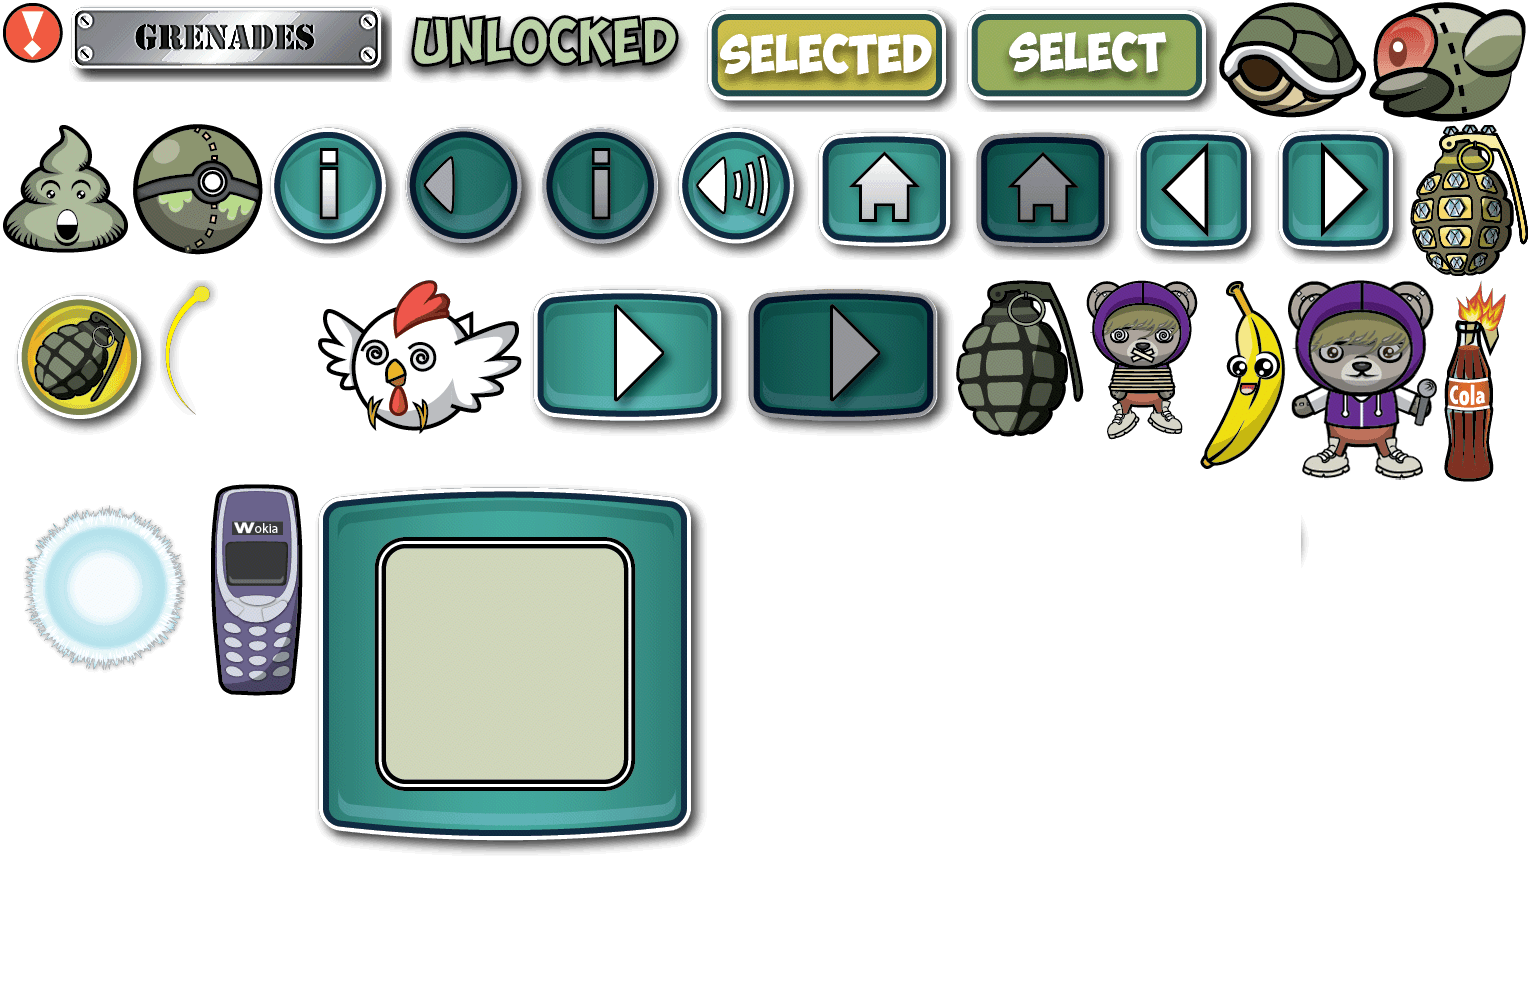 GRENADES
UNLOCKED
SELECTED
SELECT
i
i
Cola
Wokia